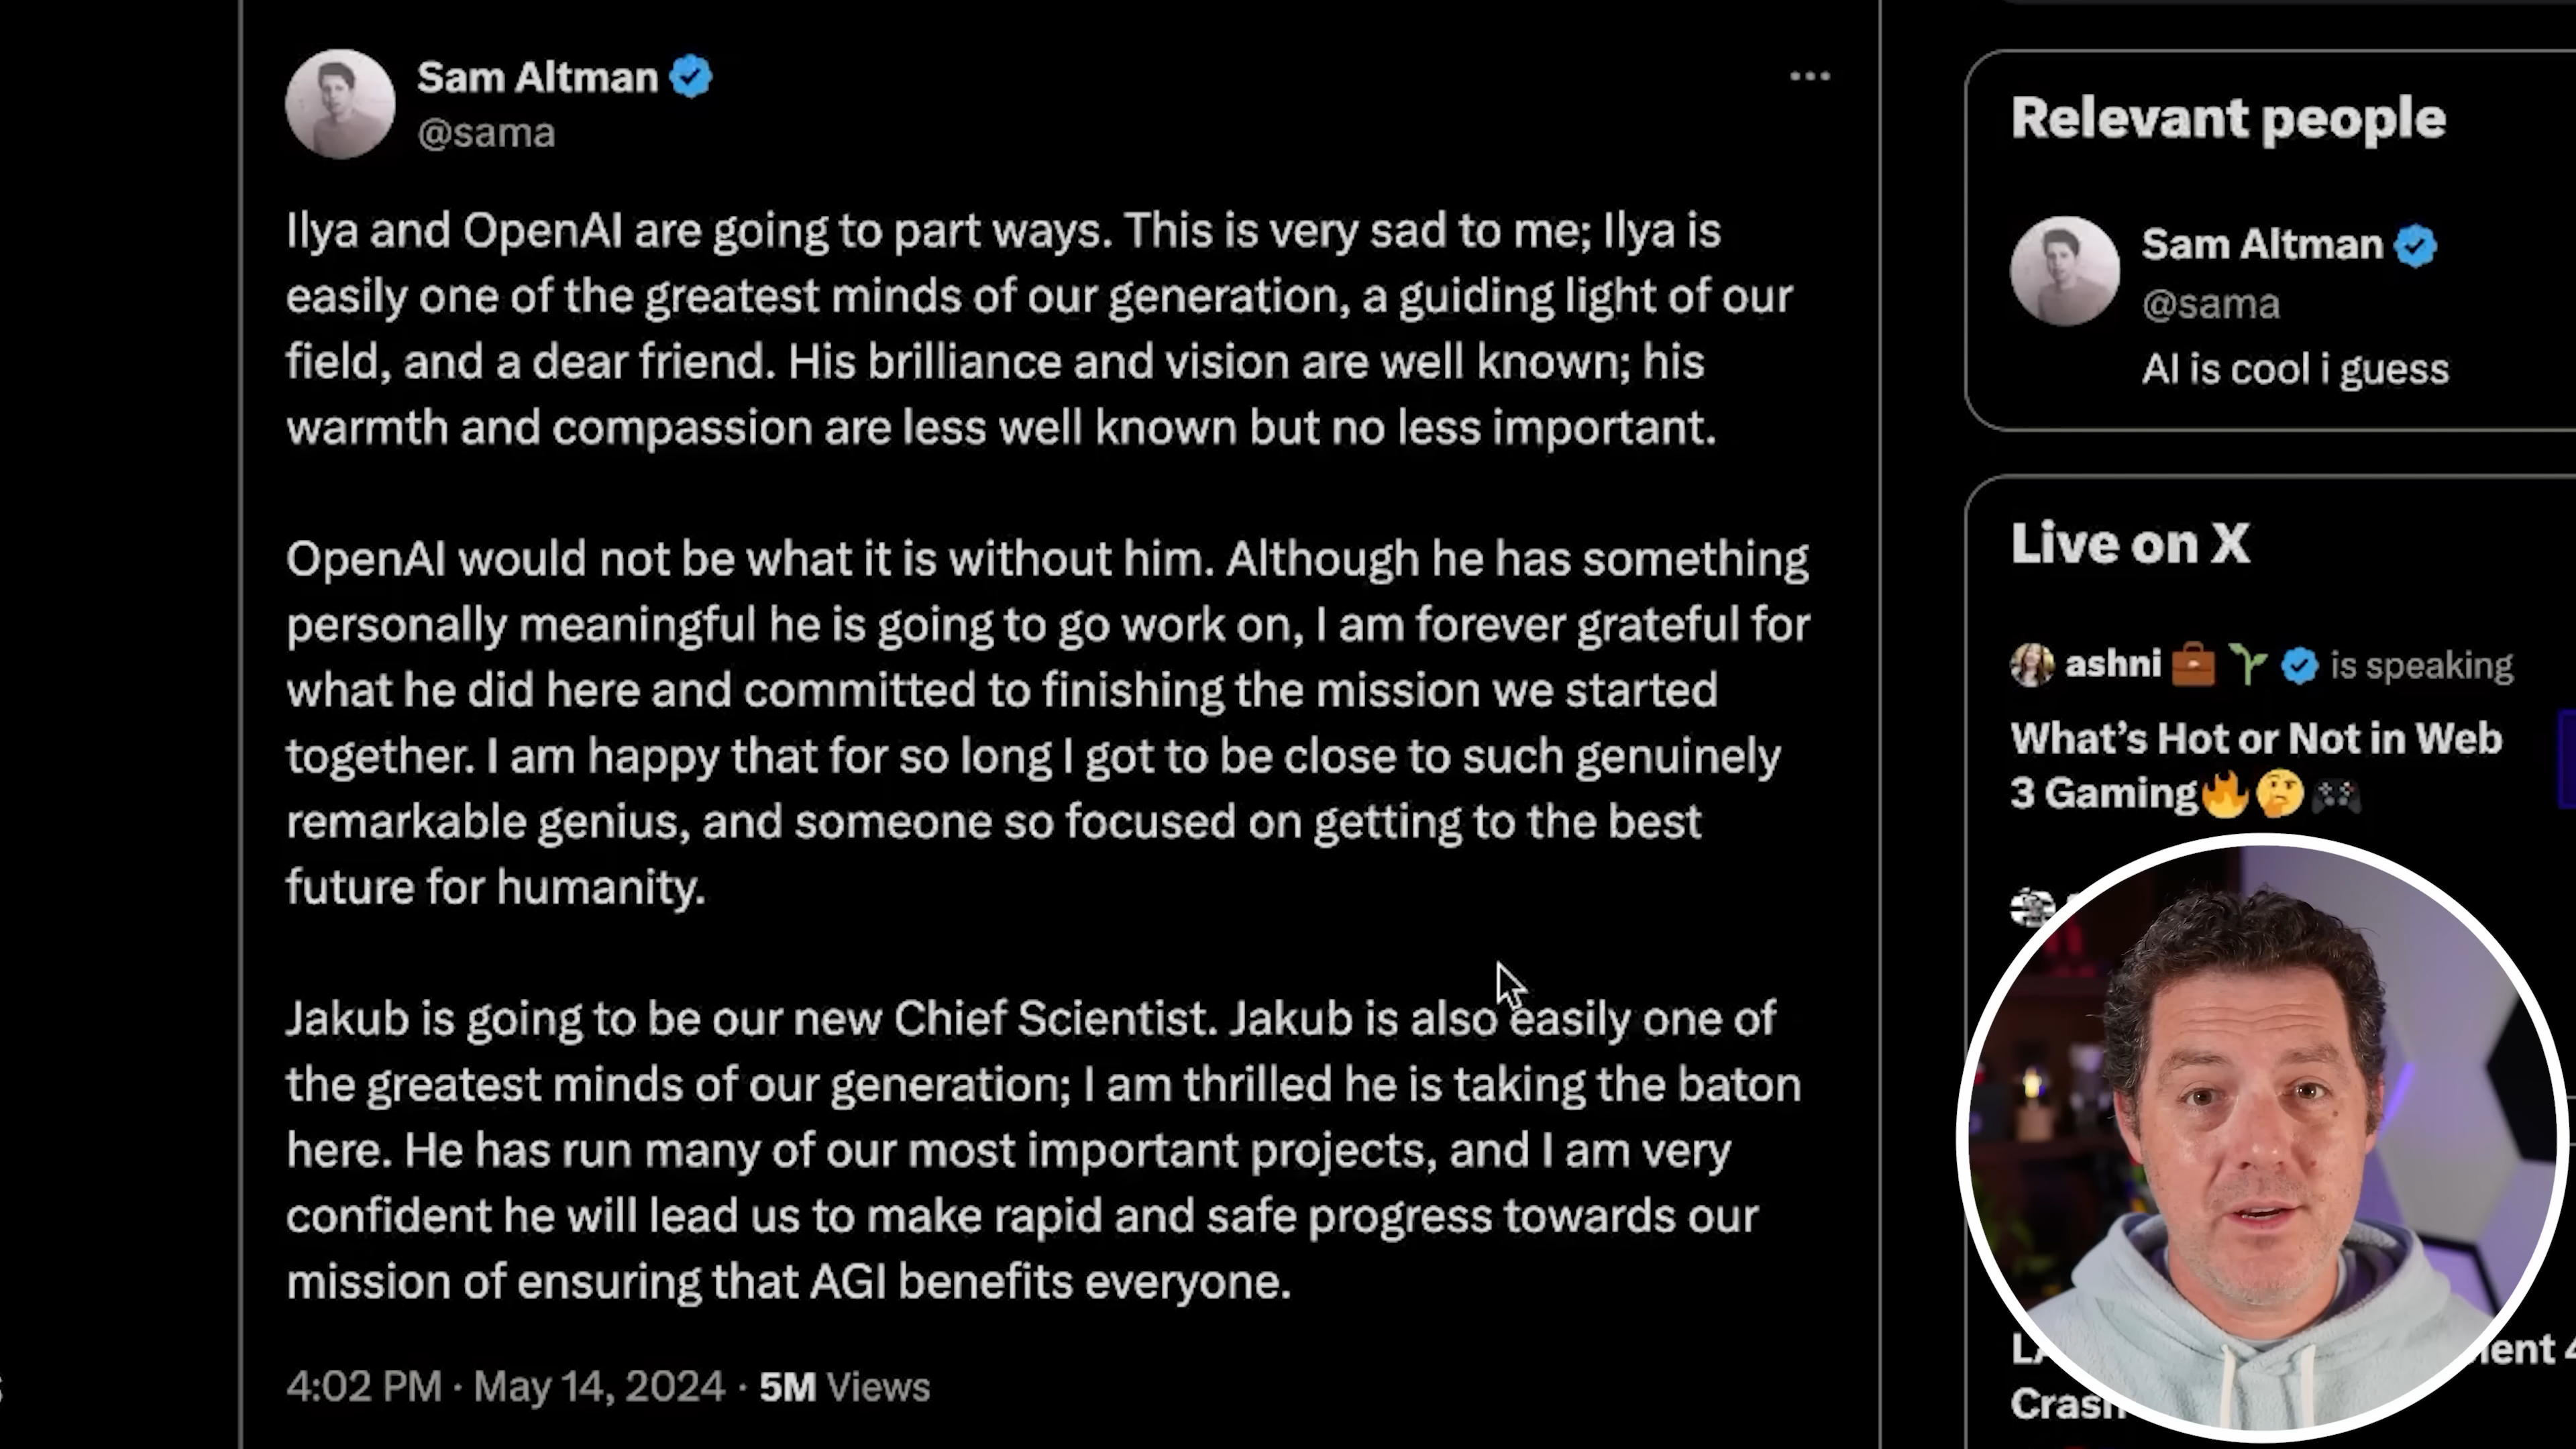 Sam Altman
@sama
Ilya and OpenAI are going to part ways. This is very sad to me; Ilya is
easily one of the greatest minds of our generation, a guiding light of our
field, and a dear friend. His brilliance and vision are well known; his
warmth and compassion are less well known but no less important.
OpenAI would not be what it is without him. Although he has something
personally meaningful he is going to go work on, I am forever grateful for
what he did here and committed to finishing the mission we started
together. I am happy that for so long I got to be close to such genuinely
remarkable genius, and someone so focused on getting to the best
future for humanity.
Jakub is going to be our new Chief Scientist. Jakub is also easily one of
the greatest minds of our generation; I am thrilled he is taking the baton
here. He has run many of our most important projects, and I am very
confident he will lead us to make rapid and safe progress towards our
mission of ensuring that AGI benefits everyone.
4:02 PM · May 14, 2024 · 5M Views
Relevant people
Sam Altman
@sama
AI is cool i guess
Live on X
ashni 💼 🌱 is speaking
What’s Hot or Not in Web
3 Gaming🔥🤔🎮